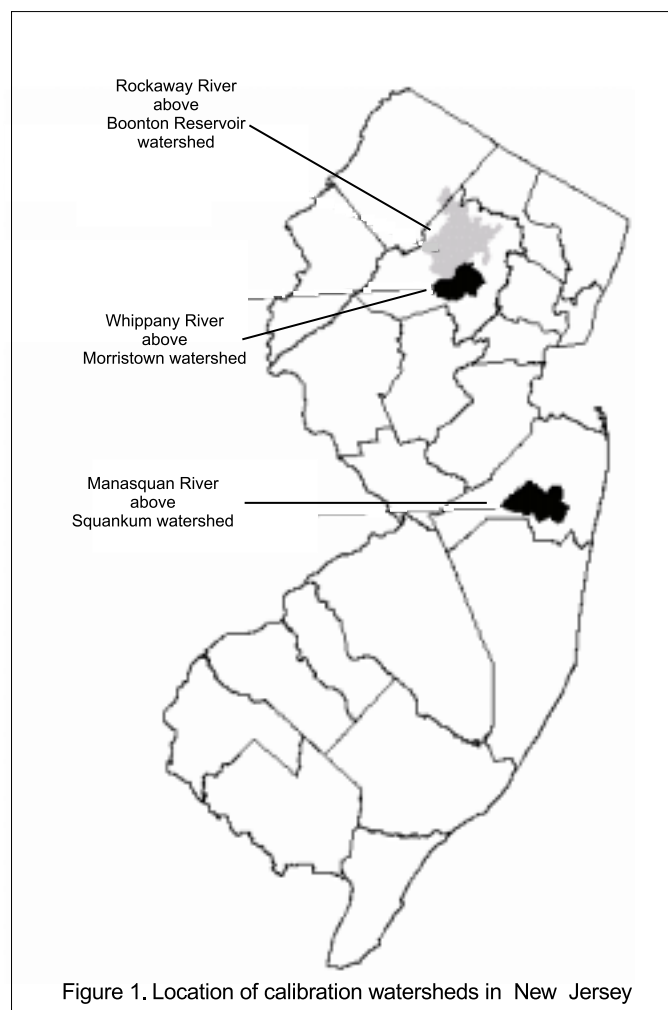 Rockaway River
above
Boonton Reservoir
watershed
Whippany River
above
Morristown watershed
Manasquan River
above
Squankum watershed
Figure 1. Location of calibration watersheds in New Jersey